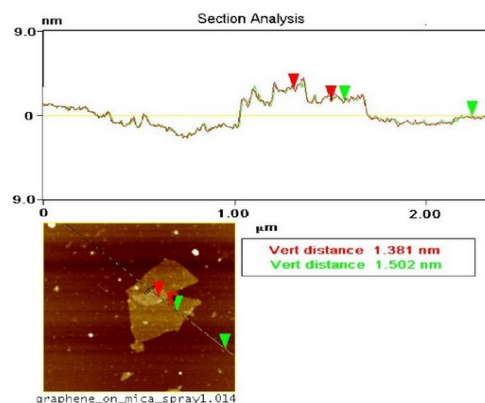 Section Analysis
nm
9.0
0
9.0
0
1.00
2.00
µm
Vert distance 1.381 nm
Vert distance 1.502 nm
graphene_on_mica_spray1.014